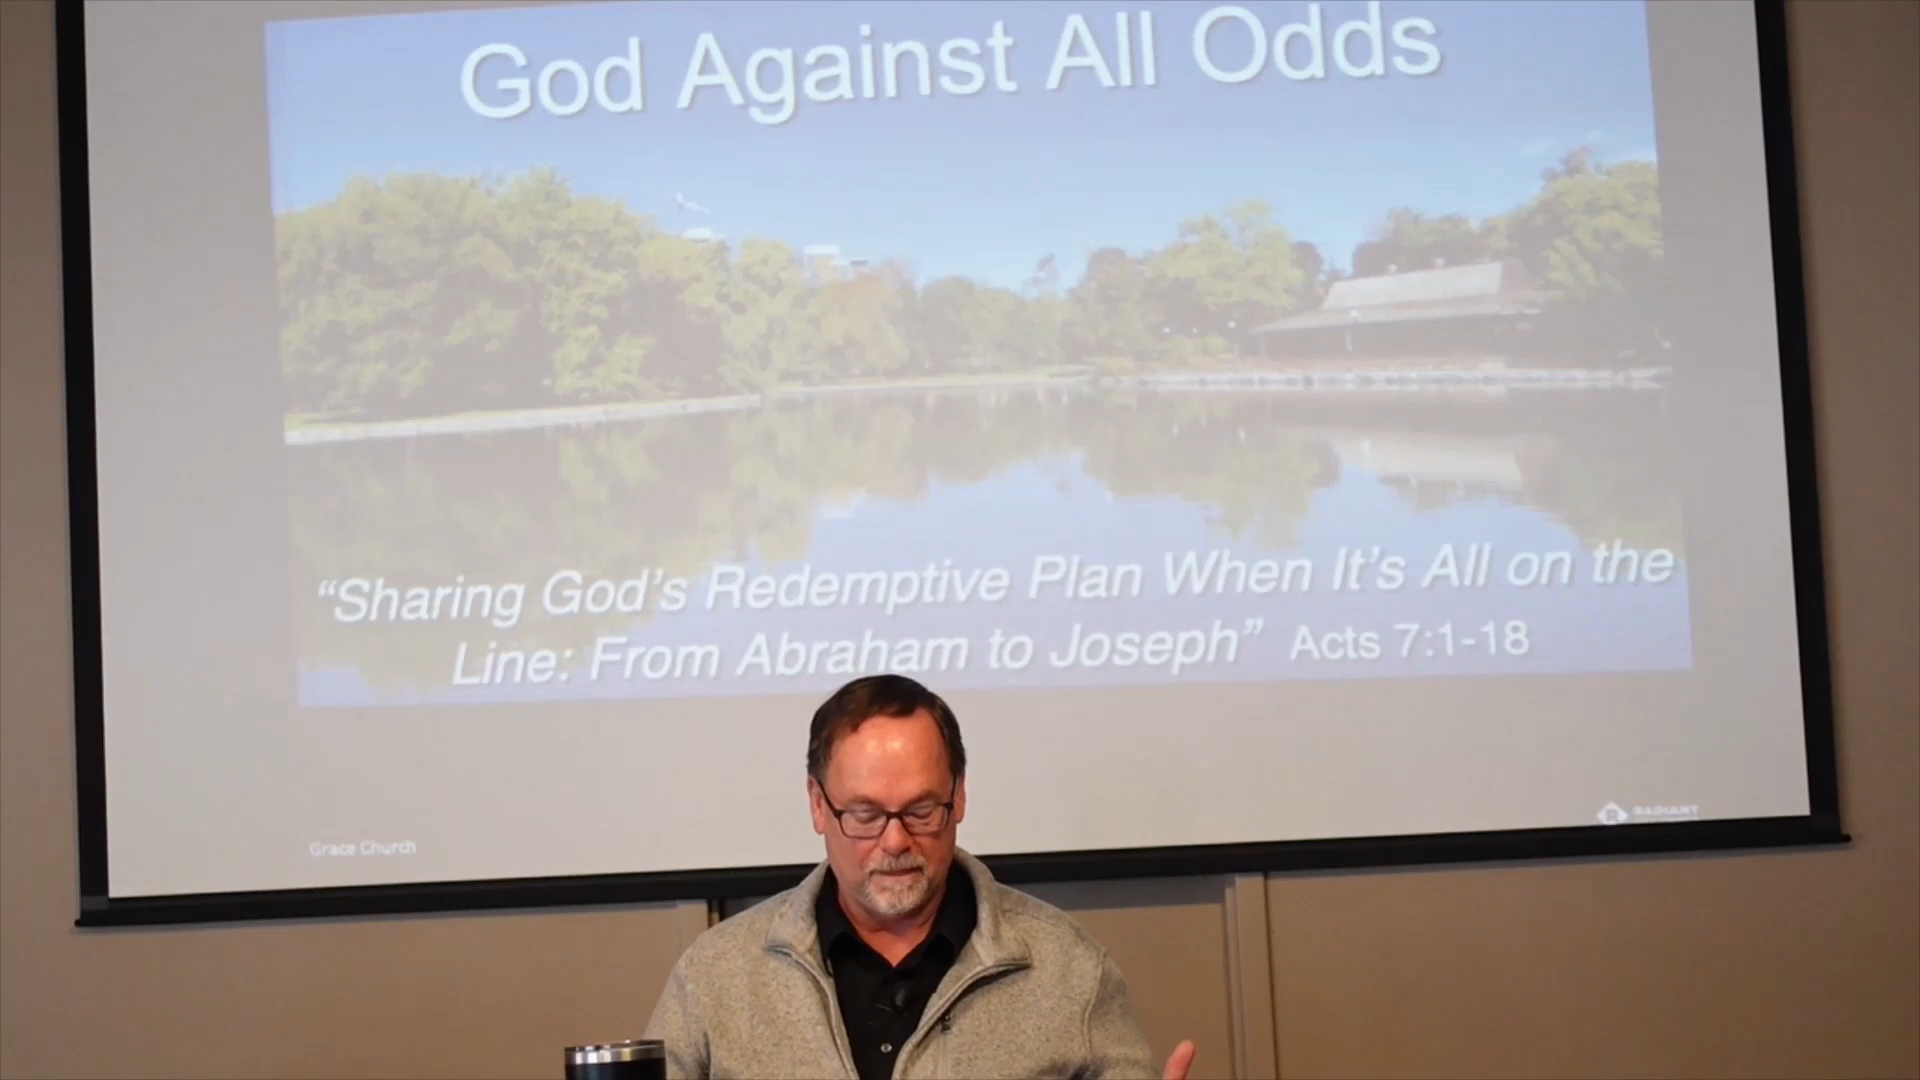 God Against All Odds
“Sharing God’s Redemptive Plan When It’s All on the
Line: From Abraham to Joseph” Acts 7:1-18
Grace Church
RADIANT